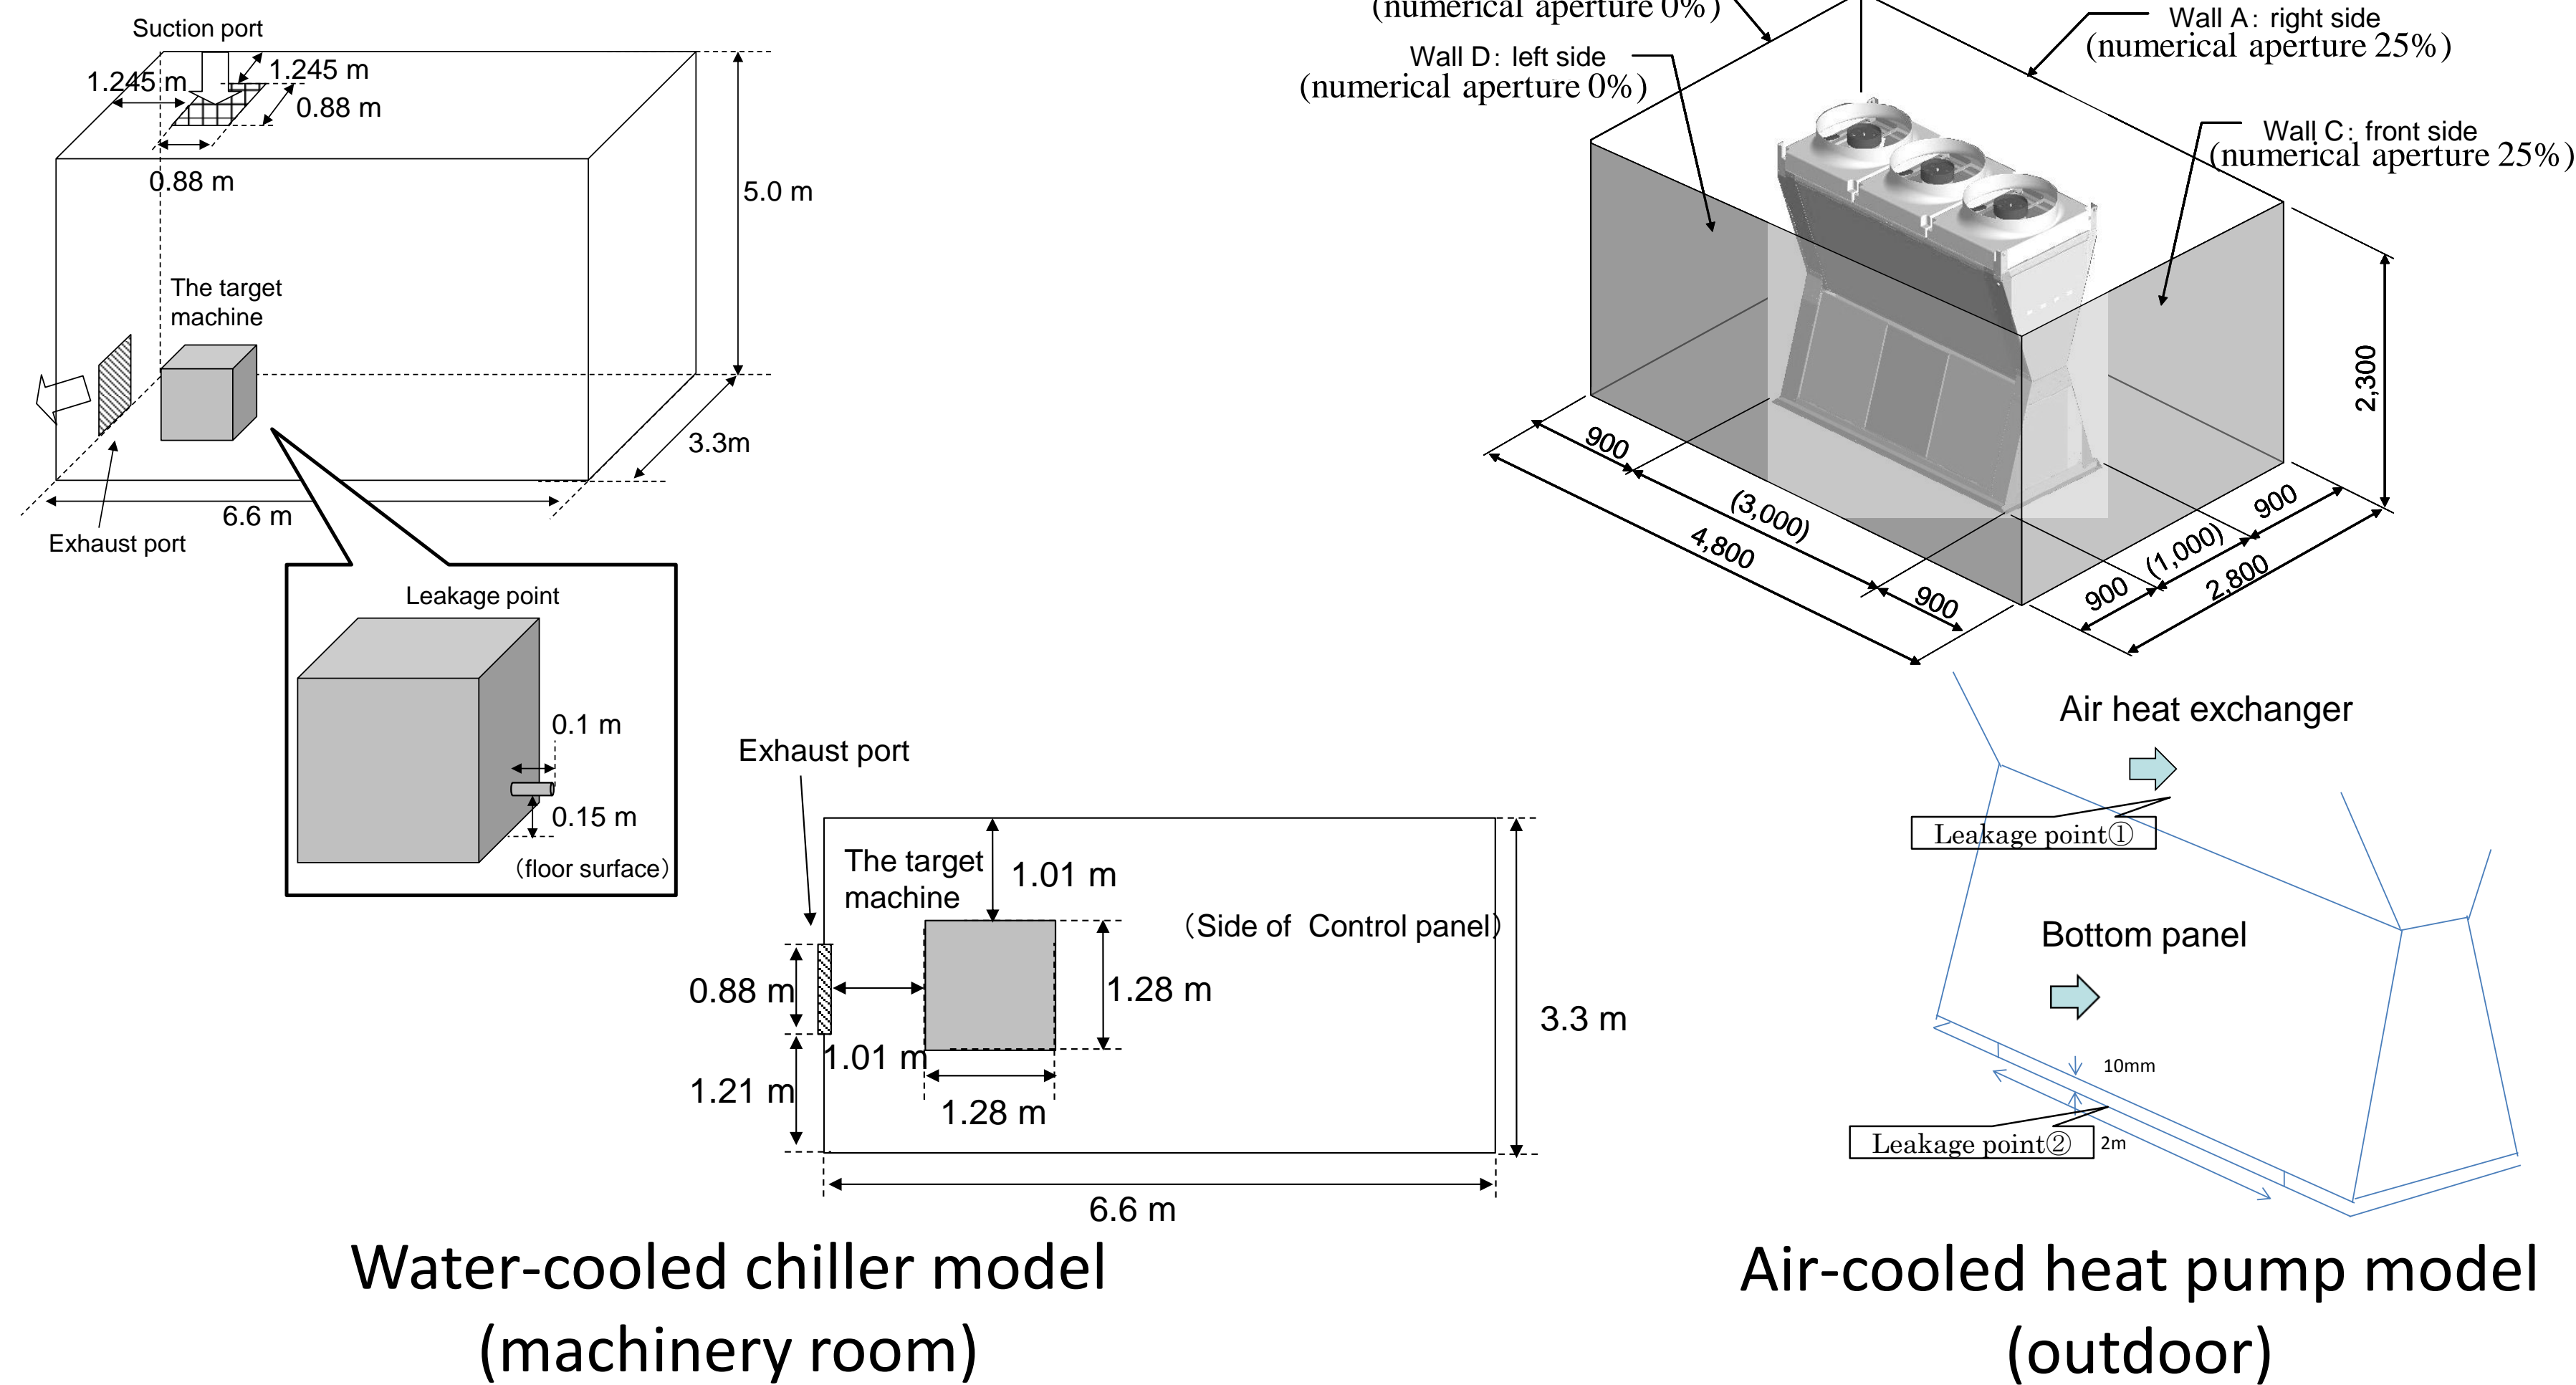 Suction port
1.245 m
1.245 m
0.88 m
0.88 m
5.0 m
The target
machine
3.3m
6.6 m
Exhaust port
Leakage point
0.1 m
0.15 m
（floor surface）
Exhaust port
The target
machine
1.01 m
（Side of Control panel）
0.88 m
1.28 m
1.01 m
3.3 m
1.21 m
1.28 m
6.6 m
Water-cooled chiller model
(machinery room)
(numerical aperture 0%)
Wall D: left side
(numerical aperture 0%)
Wall A: right side
(numerical aperture 25%)
Wall C: front side
(numerical aperture 25%)
2,300
900
(3,000)
4,800
900
900
(1,000)
900
2,800
Air heat exchanger
Leakage point①
Bottom panel
10mm
Leakage point②
2m
Air-cooled heat pump model
(outdoor)